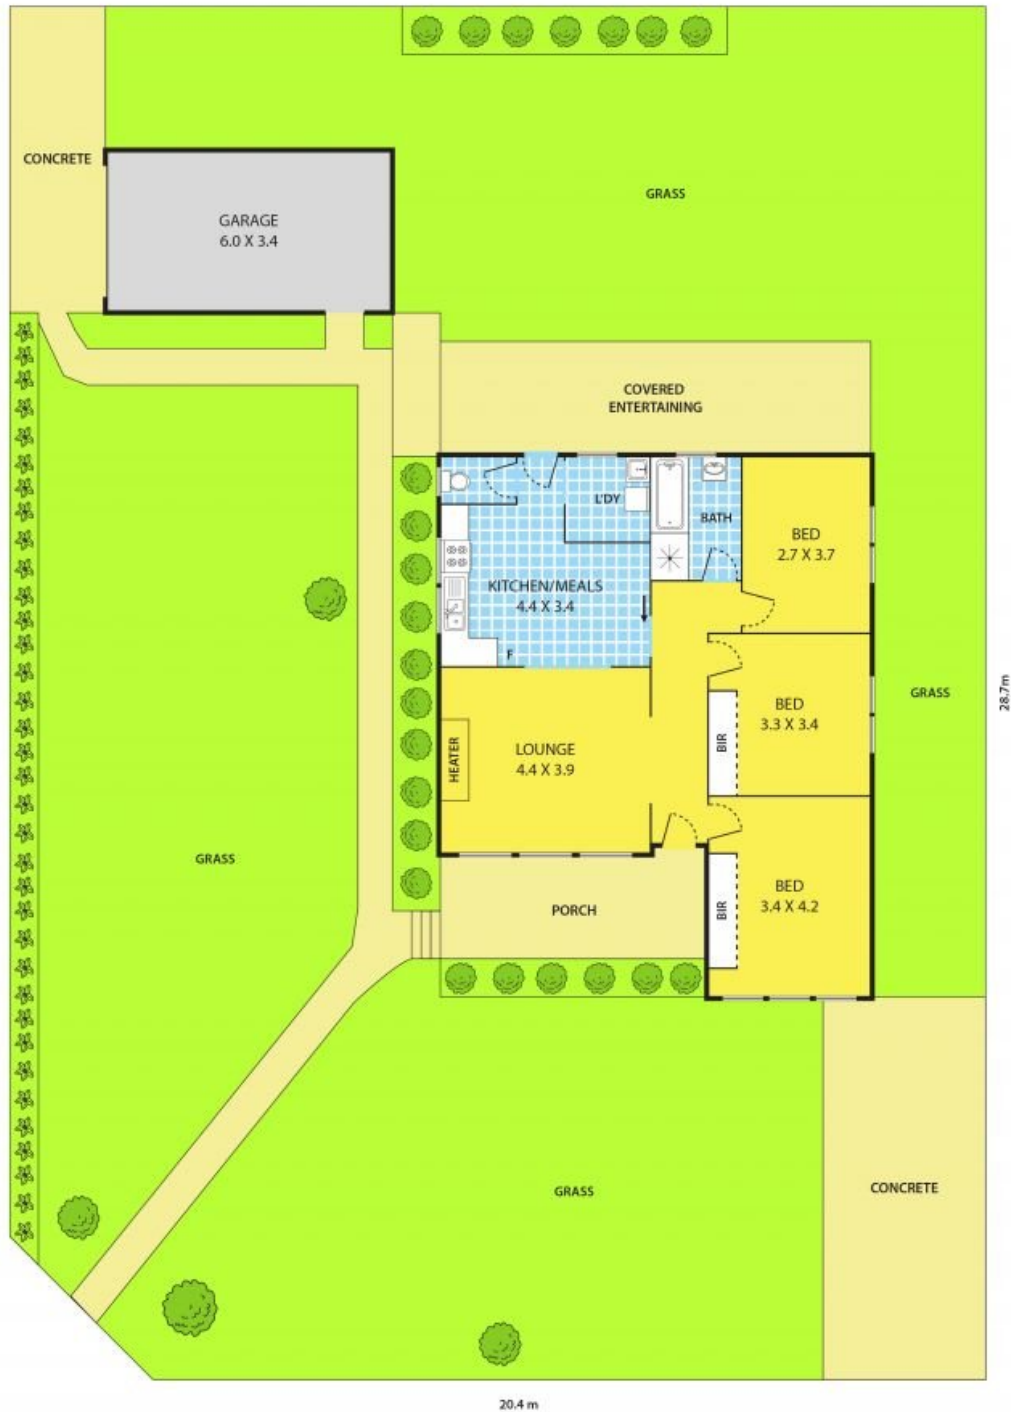 CONCRETE
GARAGE
6.0 X 3.4
GRASS
COVERED
ENTERTAINING
L'DY
BATH
BED
2.7 X 3.7
KITCHEN/MEALS
4.4 X 3.4
F
BED
3.3 X 3.4
BIR
GRASS
28.7m
LOUNGE
4.4 X 3.9
HEATER
GRASS
BED
3.4 X 4.2
BIR
PORCH
GRASS
CONCRETE
20.4 m